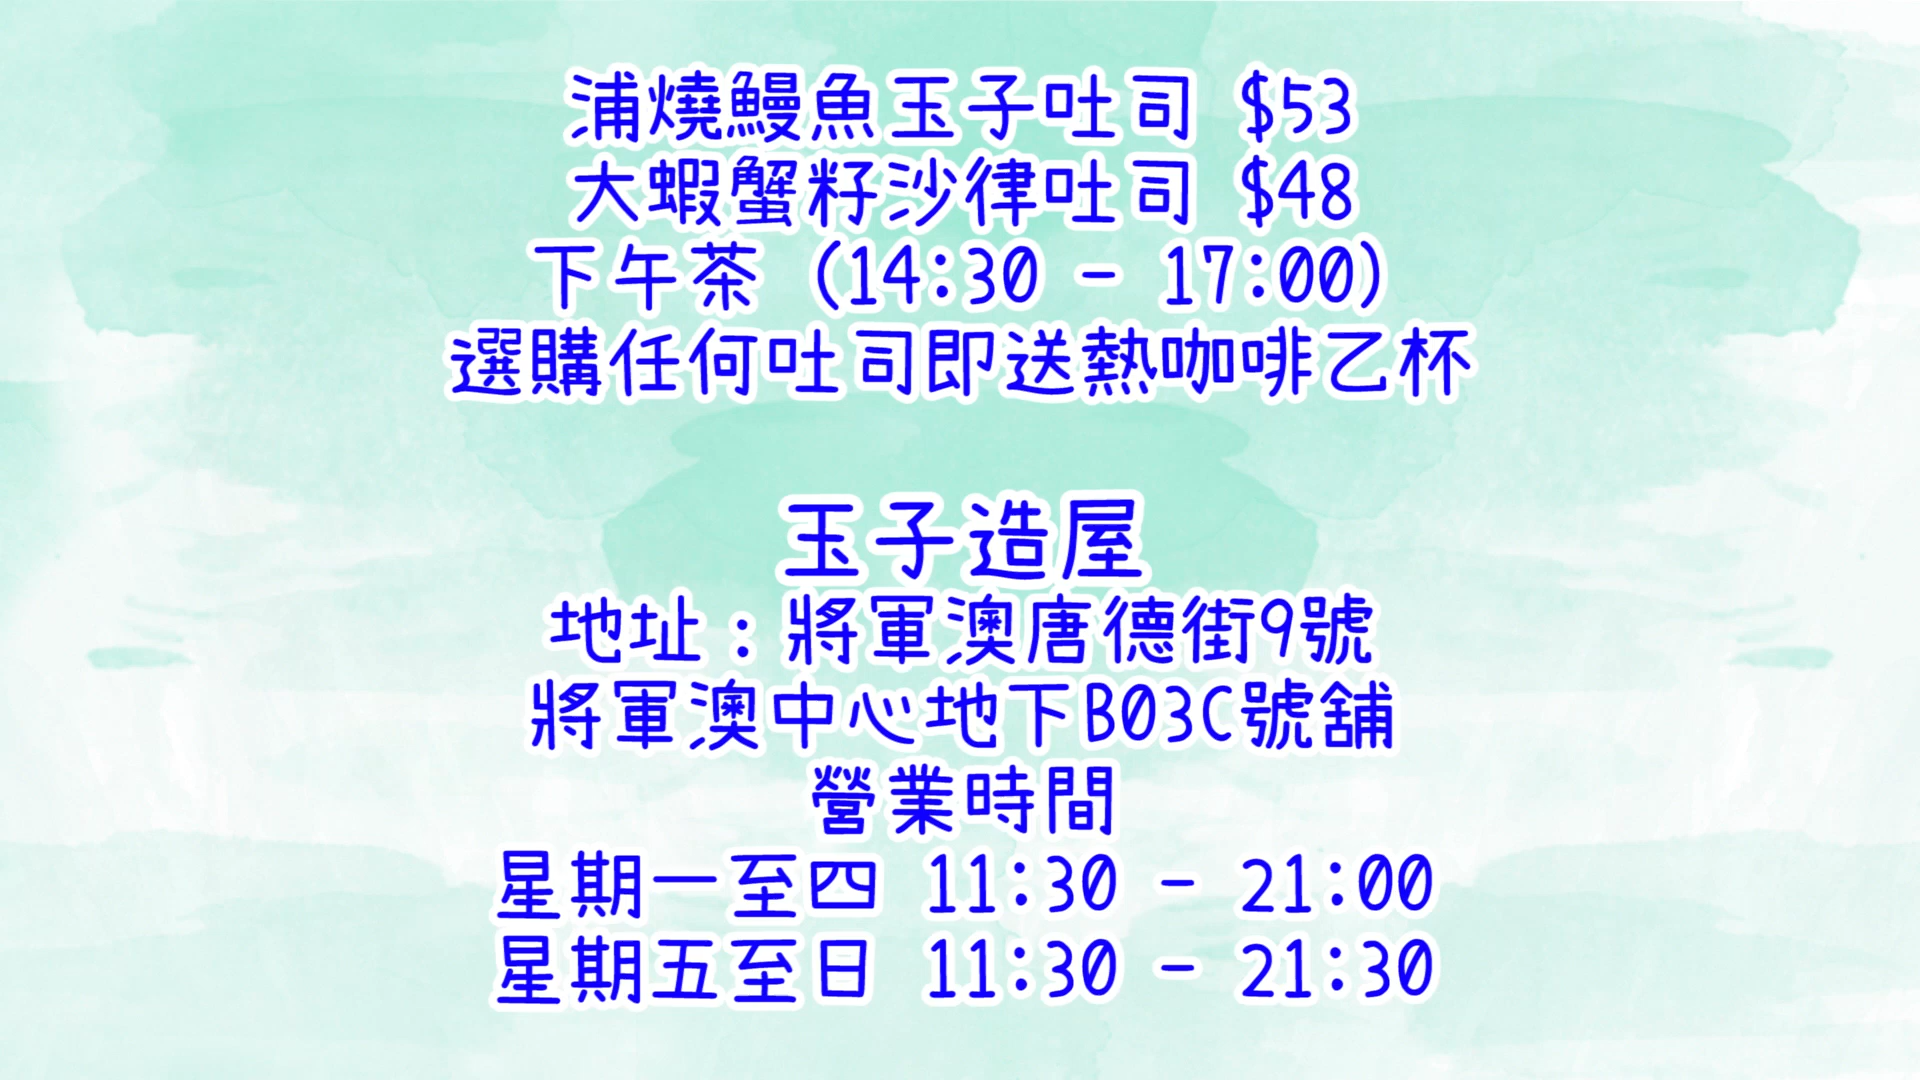 浦燒鰻魚玉子吐司 $53
大蝦蟹籽沙律吐司 $48
下午茶 (14:30 - 17:00)
選購任何吐司即送熱咖啡乙杯
玉子造屋
地址：將軍澳唐德街9號
將軍澳中心地下B03C號舖
營業時間
星期一至四 11:30 - 21:00
星期五至日 11:30 - 21:30